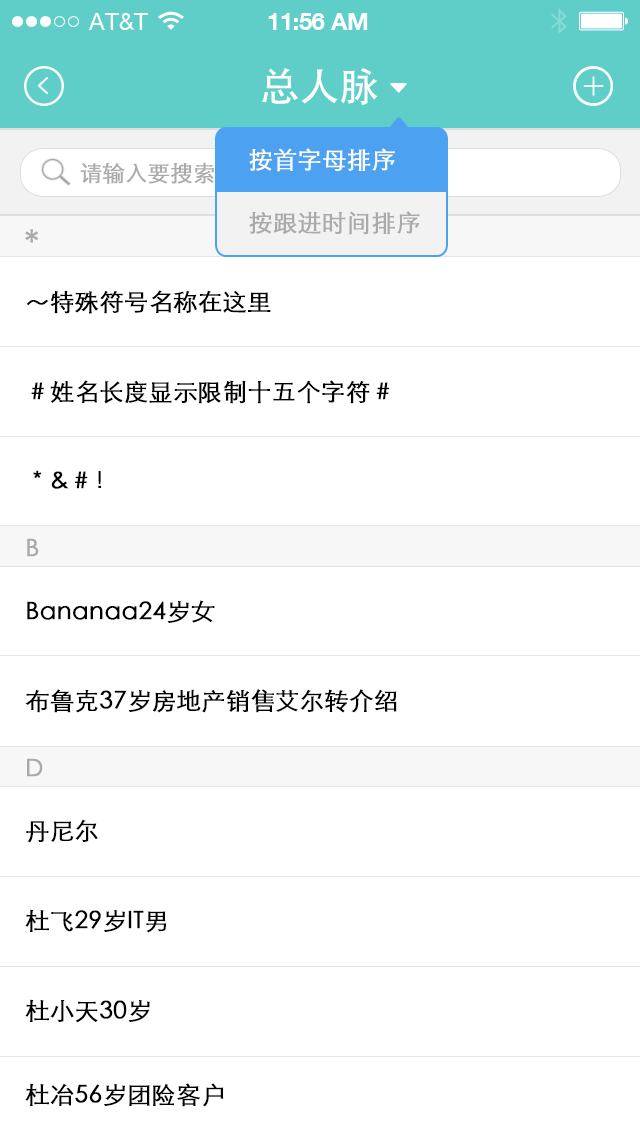 AT&T 11:56 AM
总人脉
按首字母排序
请输入要搜索
按跟进时间排序
*
～特殊符号名称在这里
#姓名长度显示限制十五个字符#
*&#!
B
Bananaa24岁女
布鲁克37岁房地产销售艾尔转介绍
D
丹尼尔
杜飞29岁IT男
杜小天30岁
杜冶56岁团险客户